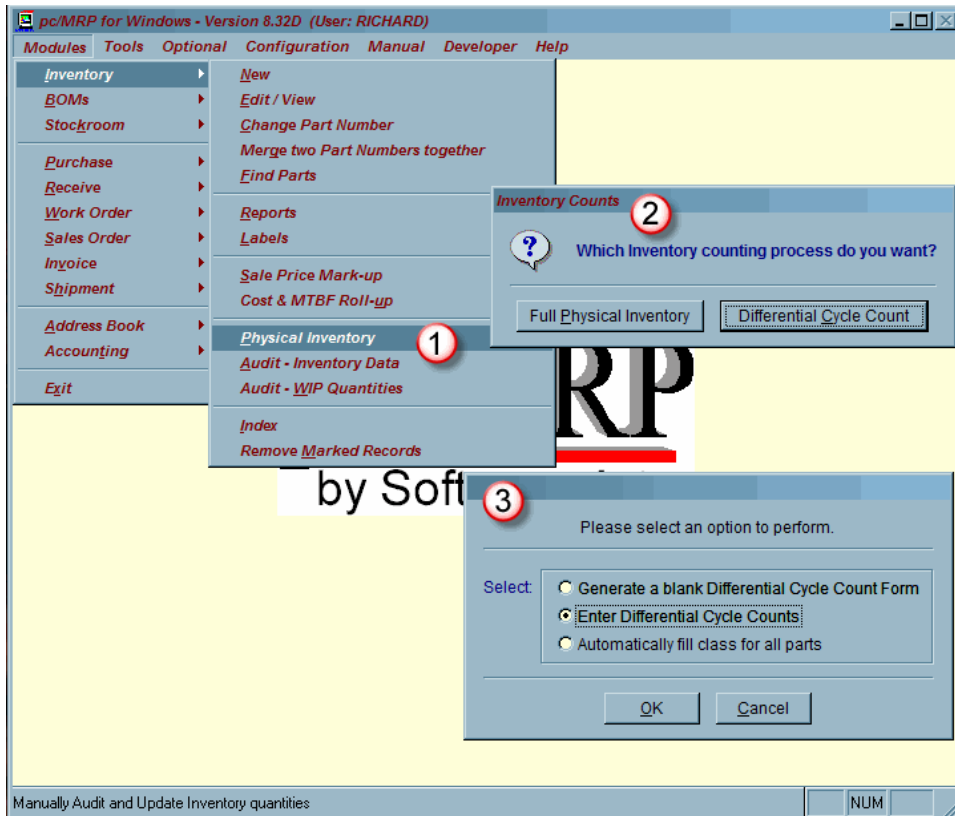 pc/MRP for Windows - Version 8.32D (User: RICHARD)
Modules Tools Optional Configuration Manual Developer Help
Inventory
BOMs
Stockroom
Purchase
Receive
Work Order
Sales Order
Invoice
Shipment
Address Book
Accounting
Exit
New
Edit / View
Change Part Number
Merge two Part Numbers together
Find Parts
Reports
Labels
Sale Price Mark-up
Cost & MTBF Roll-up
Physical Inventory
1
Audit - Inventory Data
Audit - WIP Quantities
Index
Remove Marked Records
Inventory Counts
2
Which Inventory counting process do you want?
Full Physical Inventory Differential Cycle Count
RP
by Soft
3
Please select an option to perform.
Select:
Generate a blank Differential Cycle Count Form
Enter Differential Cycle Counts
Automatically fill class for all parts
OK Cancel
Manually Audit and Update Inventory quantities
NUM